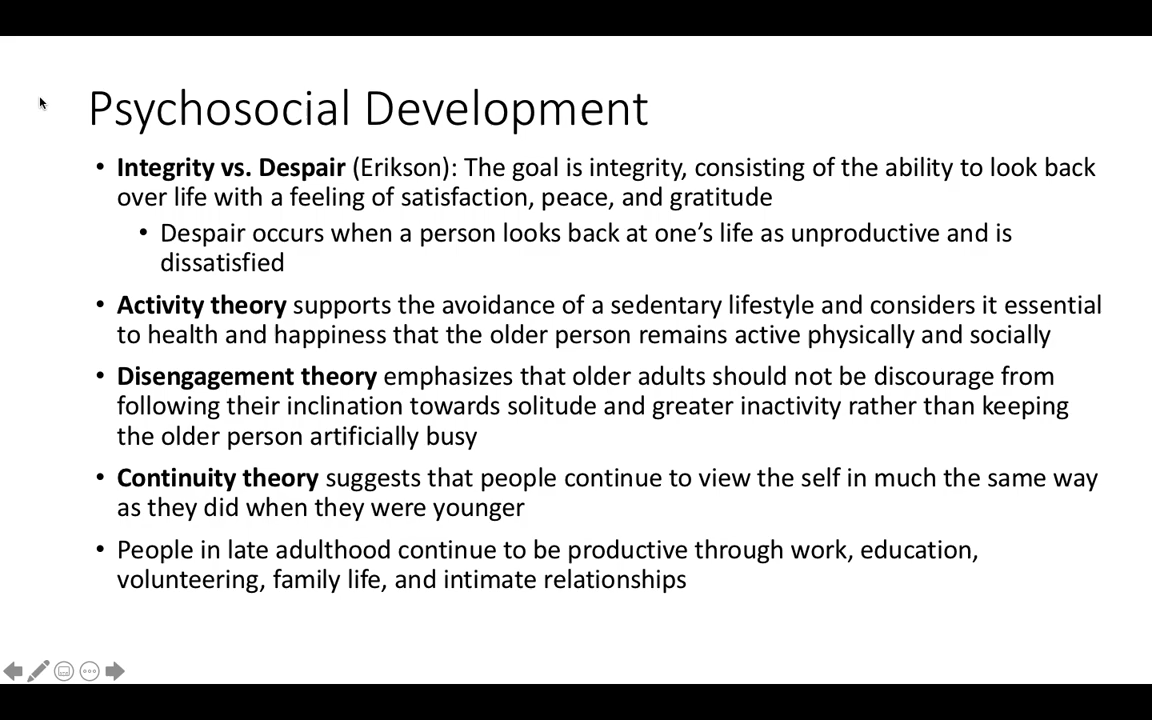 Psychosocial Development
• Integrity vs. Despair (Erikson): The goal is integrity, consisting of the ability to look back
over life with a feeling of satisfaction, peace, and gratitude
• Despair occurs when a person looks back at one’s life as unproductive and is
dissatisfied
• Activity theory supports the avoidance of a sedentary lifestyle and considers it essential
to health and happiness that the older person remains active physically and socially
• Disengagement theory emphasizes that older adults should not be discourage from
following their inclination towards solitude and greater inactivity rather than keeping
the older person artificially busy
• Continuity theory suggests that people continue to view the self in much the same way
as they did when they were younger
• People in late adulthood continue to be productive through work, education,
volunteering, family life, and intimate relationships